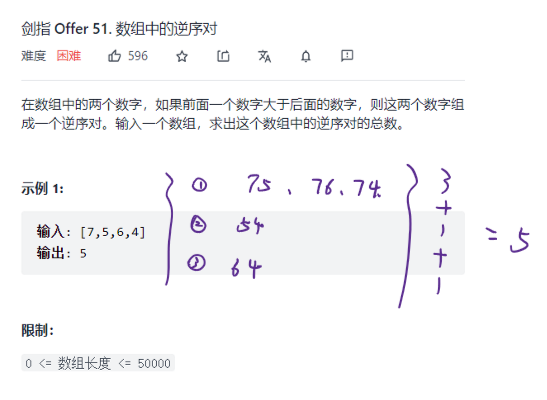 剑指 Offer 51. 数组中的逆序对
难度 困难 596
在数组中的两个数字，如果前面一个数字大于后面的数字，则这两个数字组
成一个逆序对。输入一个数组，求出这个数组中的逆序对的总数。
示例 1:
① 75、76、74 3
+
输入: [7,5,6,4] ② 54 1 = 5
输出: 5 +
③ 64 1
限制：
0 <= 数组长度 <= 50000